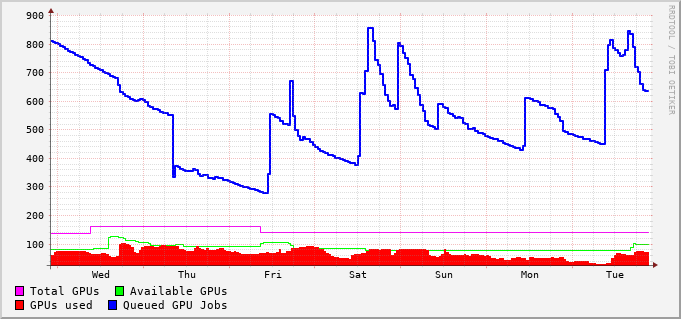 900
800
700
600
500
400
300
200
100
Wed Thu Fri Sat Sun Mon Tue
Total GPUs Available GPUs
GPUs used Queued GPU Jobs
RRDTOOL / TOBI OETIKER